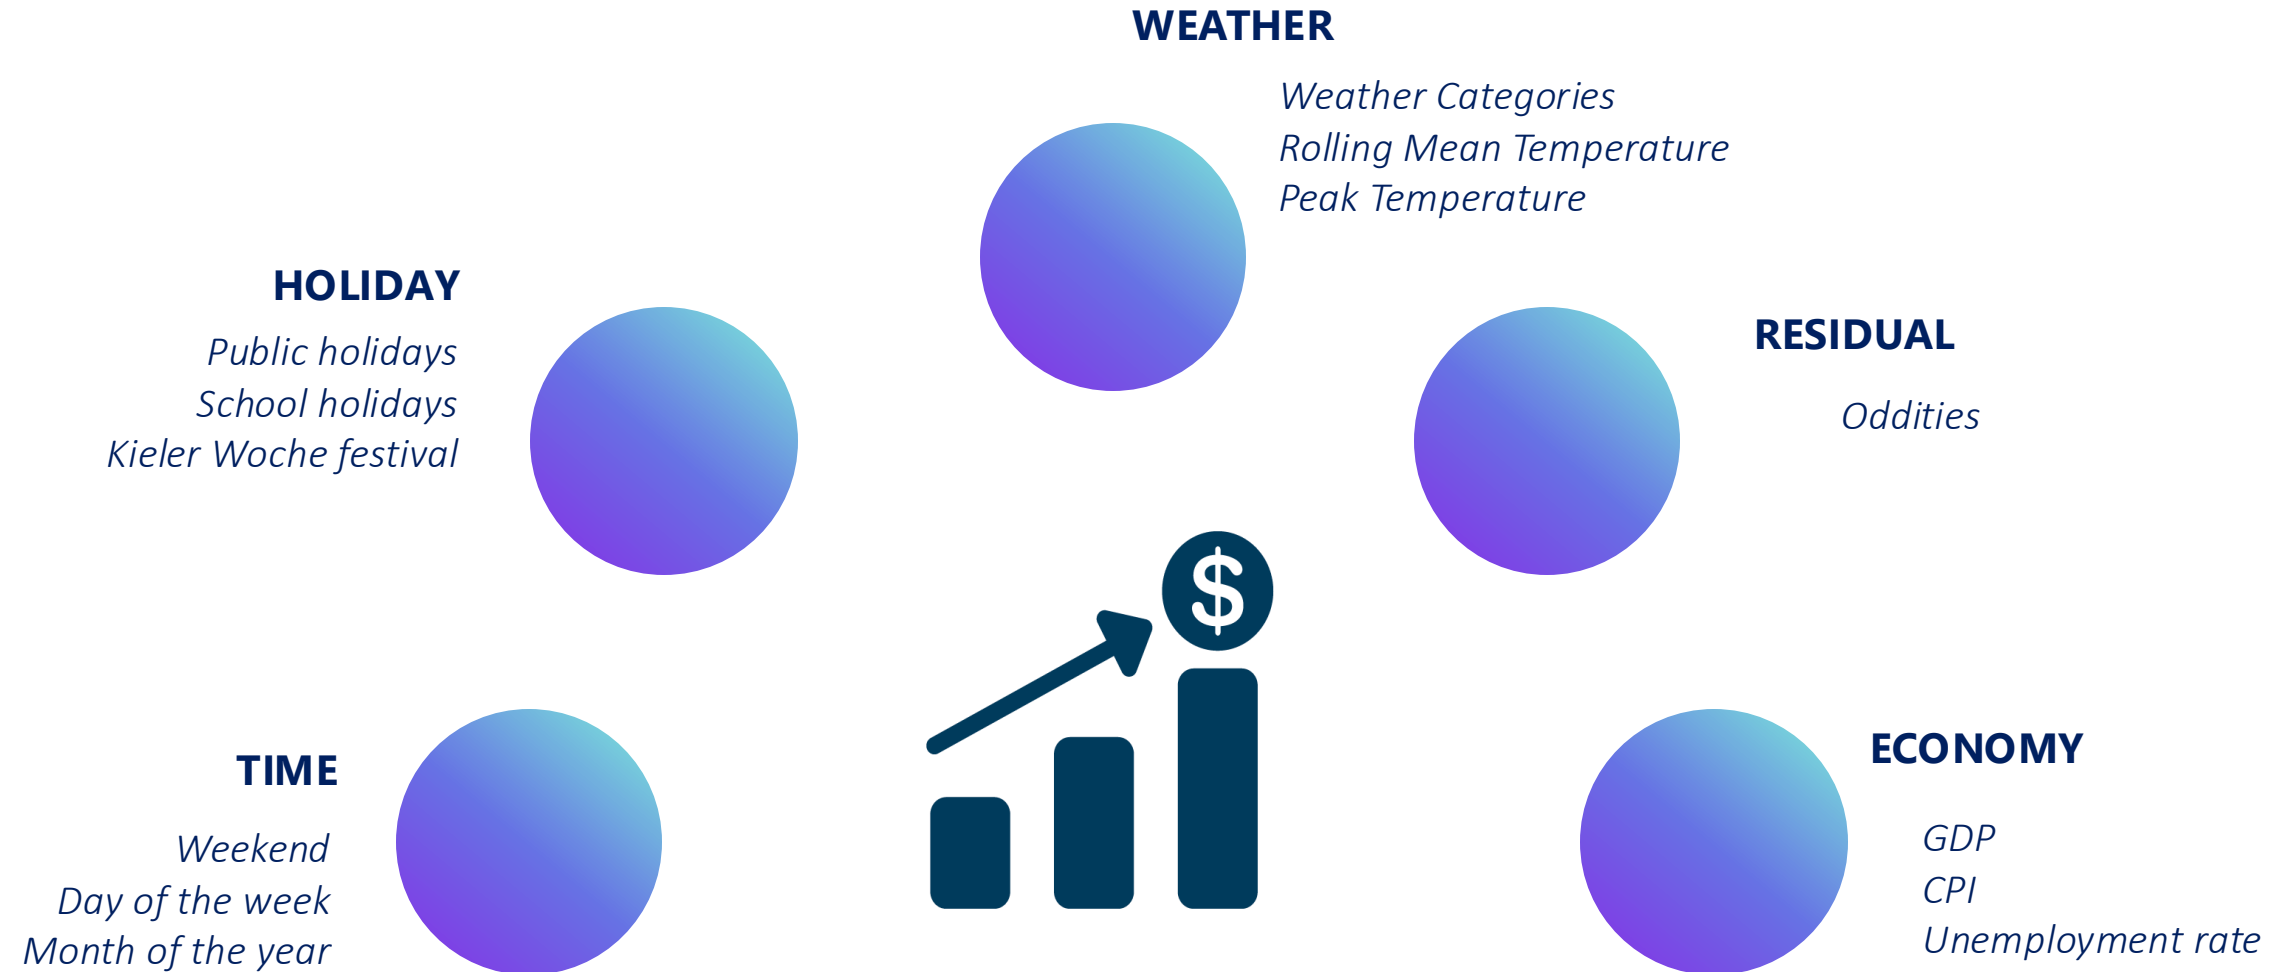 WEATHER
Weather Categories
Rolling Mean Temperature
Peak Temperature
HOLIDAY
Public holidays
School holidays
Kieler Woche festival
RESIDUAL
Oddities
$
TIME
Weekend
Day of the week
Month of the year
ECONOMY
GDP
CPI
Unemployment rate